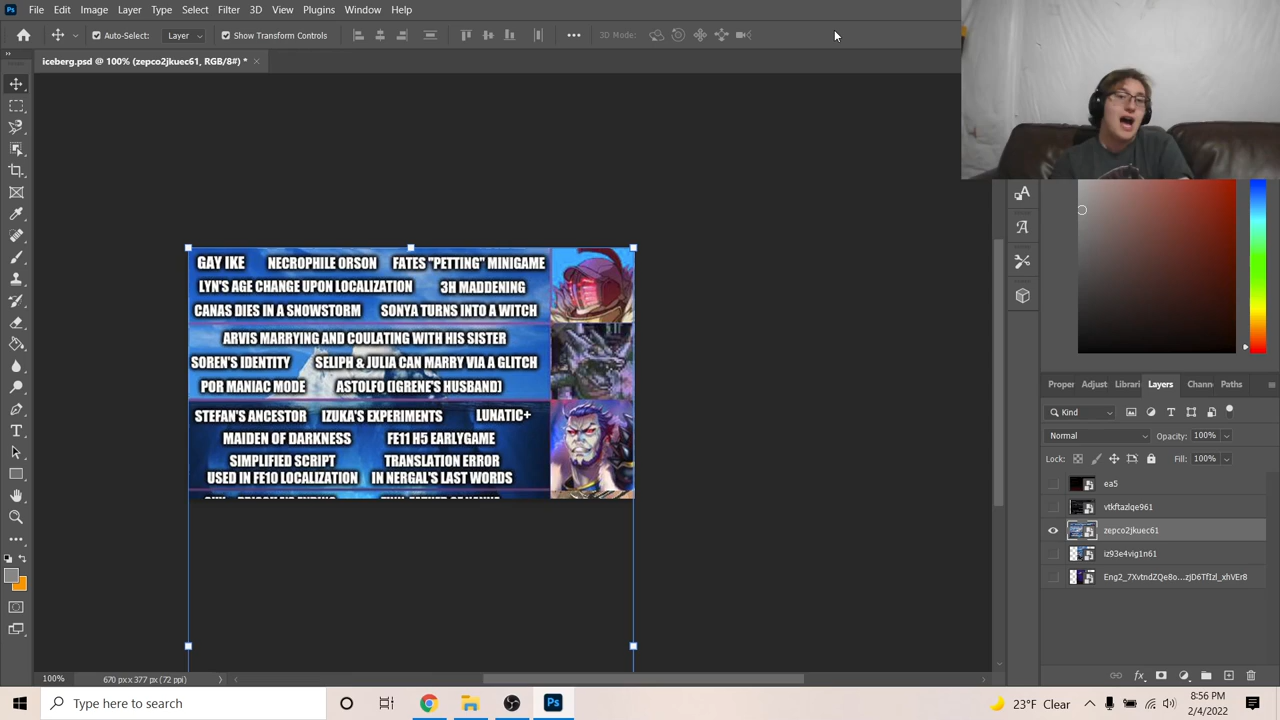 Ps File Edit Image Layer Type Select Filter 3D View Plugins Window Help
Auto-Select: Layer Show Transform Controls 3D Mode:
iceberg.psd @ 100% (zepco2jkuec61, RGB/8#) *
GAY IKE NECROPHILE ORSON FATES "PETTING" MINIGAME
LYN'S AGE CHANGE UPON LOCALIZATION 3H MADDENING
CANAS DIES IN A SNOWSTORM SONYA TURNS INTO A WITCH
ARVIS MARRYING AND COULATING WITH HIS SISTER
SOREN'S IDENTITY SELIPH & JULIA CAN MARRY VIA A GLITCH
POR MANIAC MODE ASTOLFO (IGRENE'S HUSBAND)
STEFAN'S ANCESTOR IZUKA'S EXPERIMENTS LUNATIC+
MAIDEN OF DARKNESS FE11 H5 EARLYGAME
SIMPLIFIED SCRIPT TRANSLATION ERROR
USED IN FE10 LOCALIZATION IN NERGAL'S LAST WORDS
Proper Adjust Librari Layers Chann Paths
Kind
Normal Opacity: 100%
Lock: Fill: 100%
ea5
vtkftazlqe961
zepco2jkuec61
iz93e4vig1n61
Eng2_7XvtndZQe8o...zjD6TfIzl_xhVEr8
100% 670 px x 377 px (72 ppi)
Type here to search Ps 23°F Clear 8:56 PM
2/4/2022